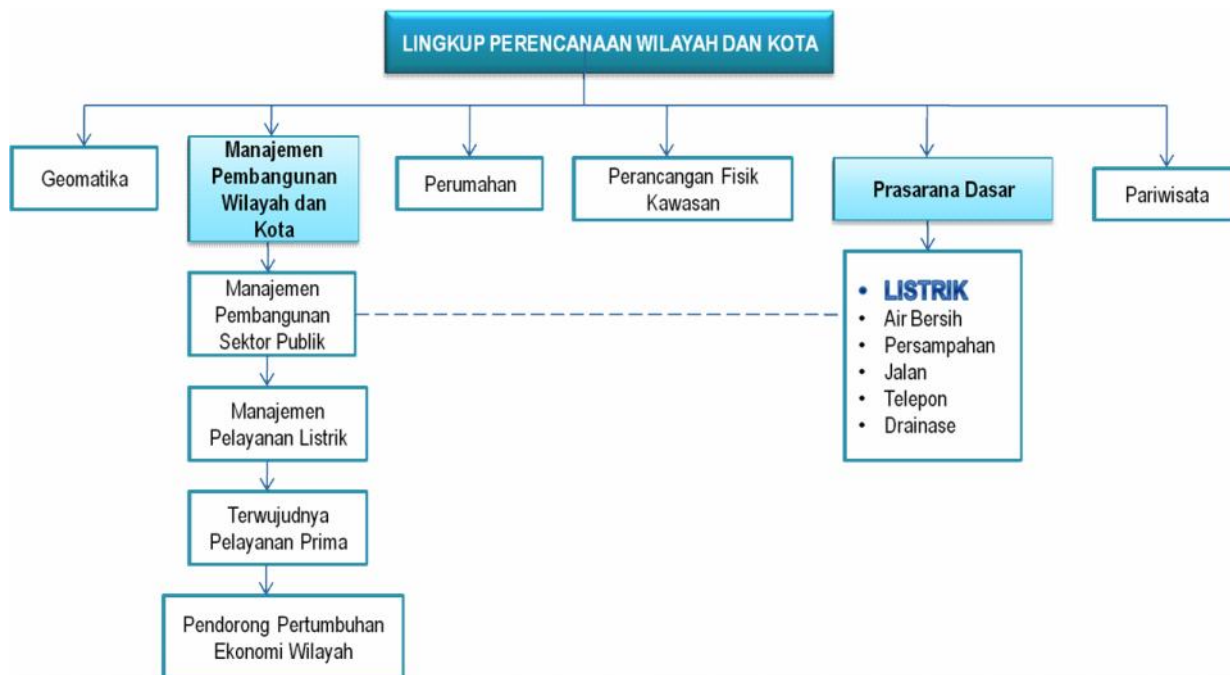 LINGKUP PERENCANAAN WILAYAH DAN KOTA
Geomatika
Manajemen
Pembangunan
Wilayah dan
Kota
Perumahan
Perancangan Fisik
Kawasan
Prasarana Dasar
Pariwisata
Manajemen
Pembangunan
Sektor Publik
• LISTRIK
• Air Bersih
• Persampahan
• Jalan
• Telepon
• Drainase
Manajemen
Pelayanan Listrik
Terwujudnya
Pelayanan Prima
Pendorong Pertumbuhan
Ekonomi Wilayah